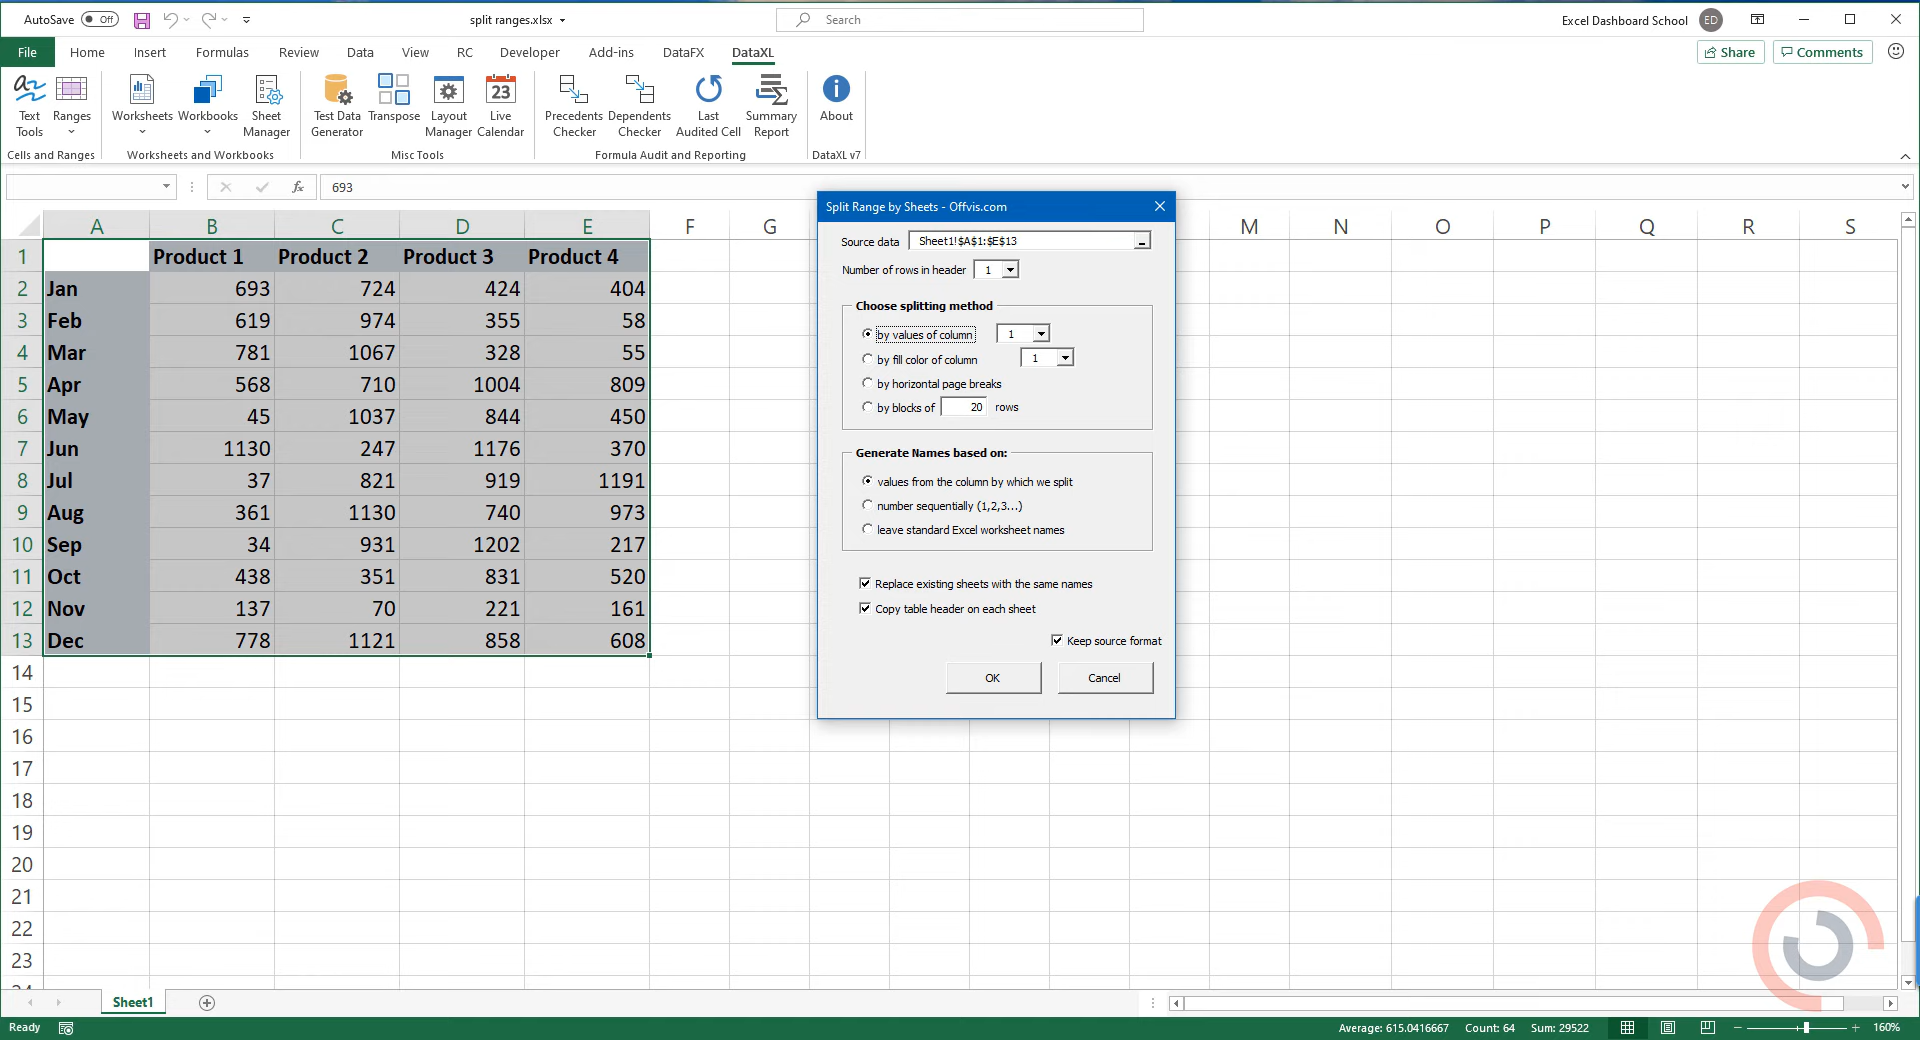 AutoSave Off split ranges.xlsx Search Excel Dashboard School ED
File Home Insert Formulas Review Data View RC Developer Add-ins DataFX DataXL Share Comments
Text Tools
Ranges
Worksheets
Workbooks
Sheet Manager
Test Data Generator
Transpose
Layout Manager
23
Live Calendar
Precedents Checker
Dependents Checker
Last Audited Cell
Summary Report
About
Cells and Ranges Worksheets and Workbooks Misc Tools Formula Audit and Reporting DataXL v7
fx 693
A B C D E F G M N O P Q R S
1 Product 1 Product 2 Product 3 Product 4
2 Jan 693 724 424 404
3 Feb 619 974 355 58
4 Mar 781 1067 328 55
5 Apr 568 710 1004 809
6 May 45 1037 844 450
7 Jun 1130 247 1176 370
8 Jul 37 821 919 1191
9 Aug 361 1130 740 973
10 Sep 34 931 1202 217
11 Oct 438 351 831 520
12 Nov 137 70 221 161
13 Dec 778 1121 858 608
14
15
16
17
18
19
20
21
22
23
Split Range by Sheets - Offvis.com
Source data Sheet1!$A$1:$E$13
Number of rows in header 1
Choose splitting method
by values of column 1
by fill color of column 1
by horizontal page breaks
by blocks of 20 rows
Generate Names based on:
values from the column by which we split
number sequentially (1,2,3...)
leave standard Excel worksheet names
Replace existing sheets with the same names
Copy table header on each sheet
Keep source format
OK Cancel
Sheet1
Ready Average: 615.0416667 Count: 64 Sum: 29522 160%